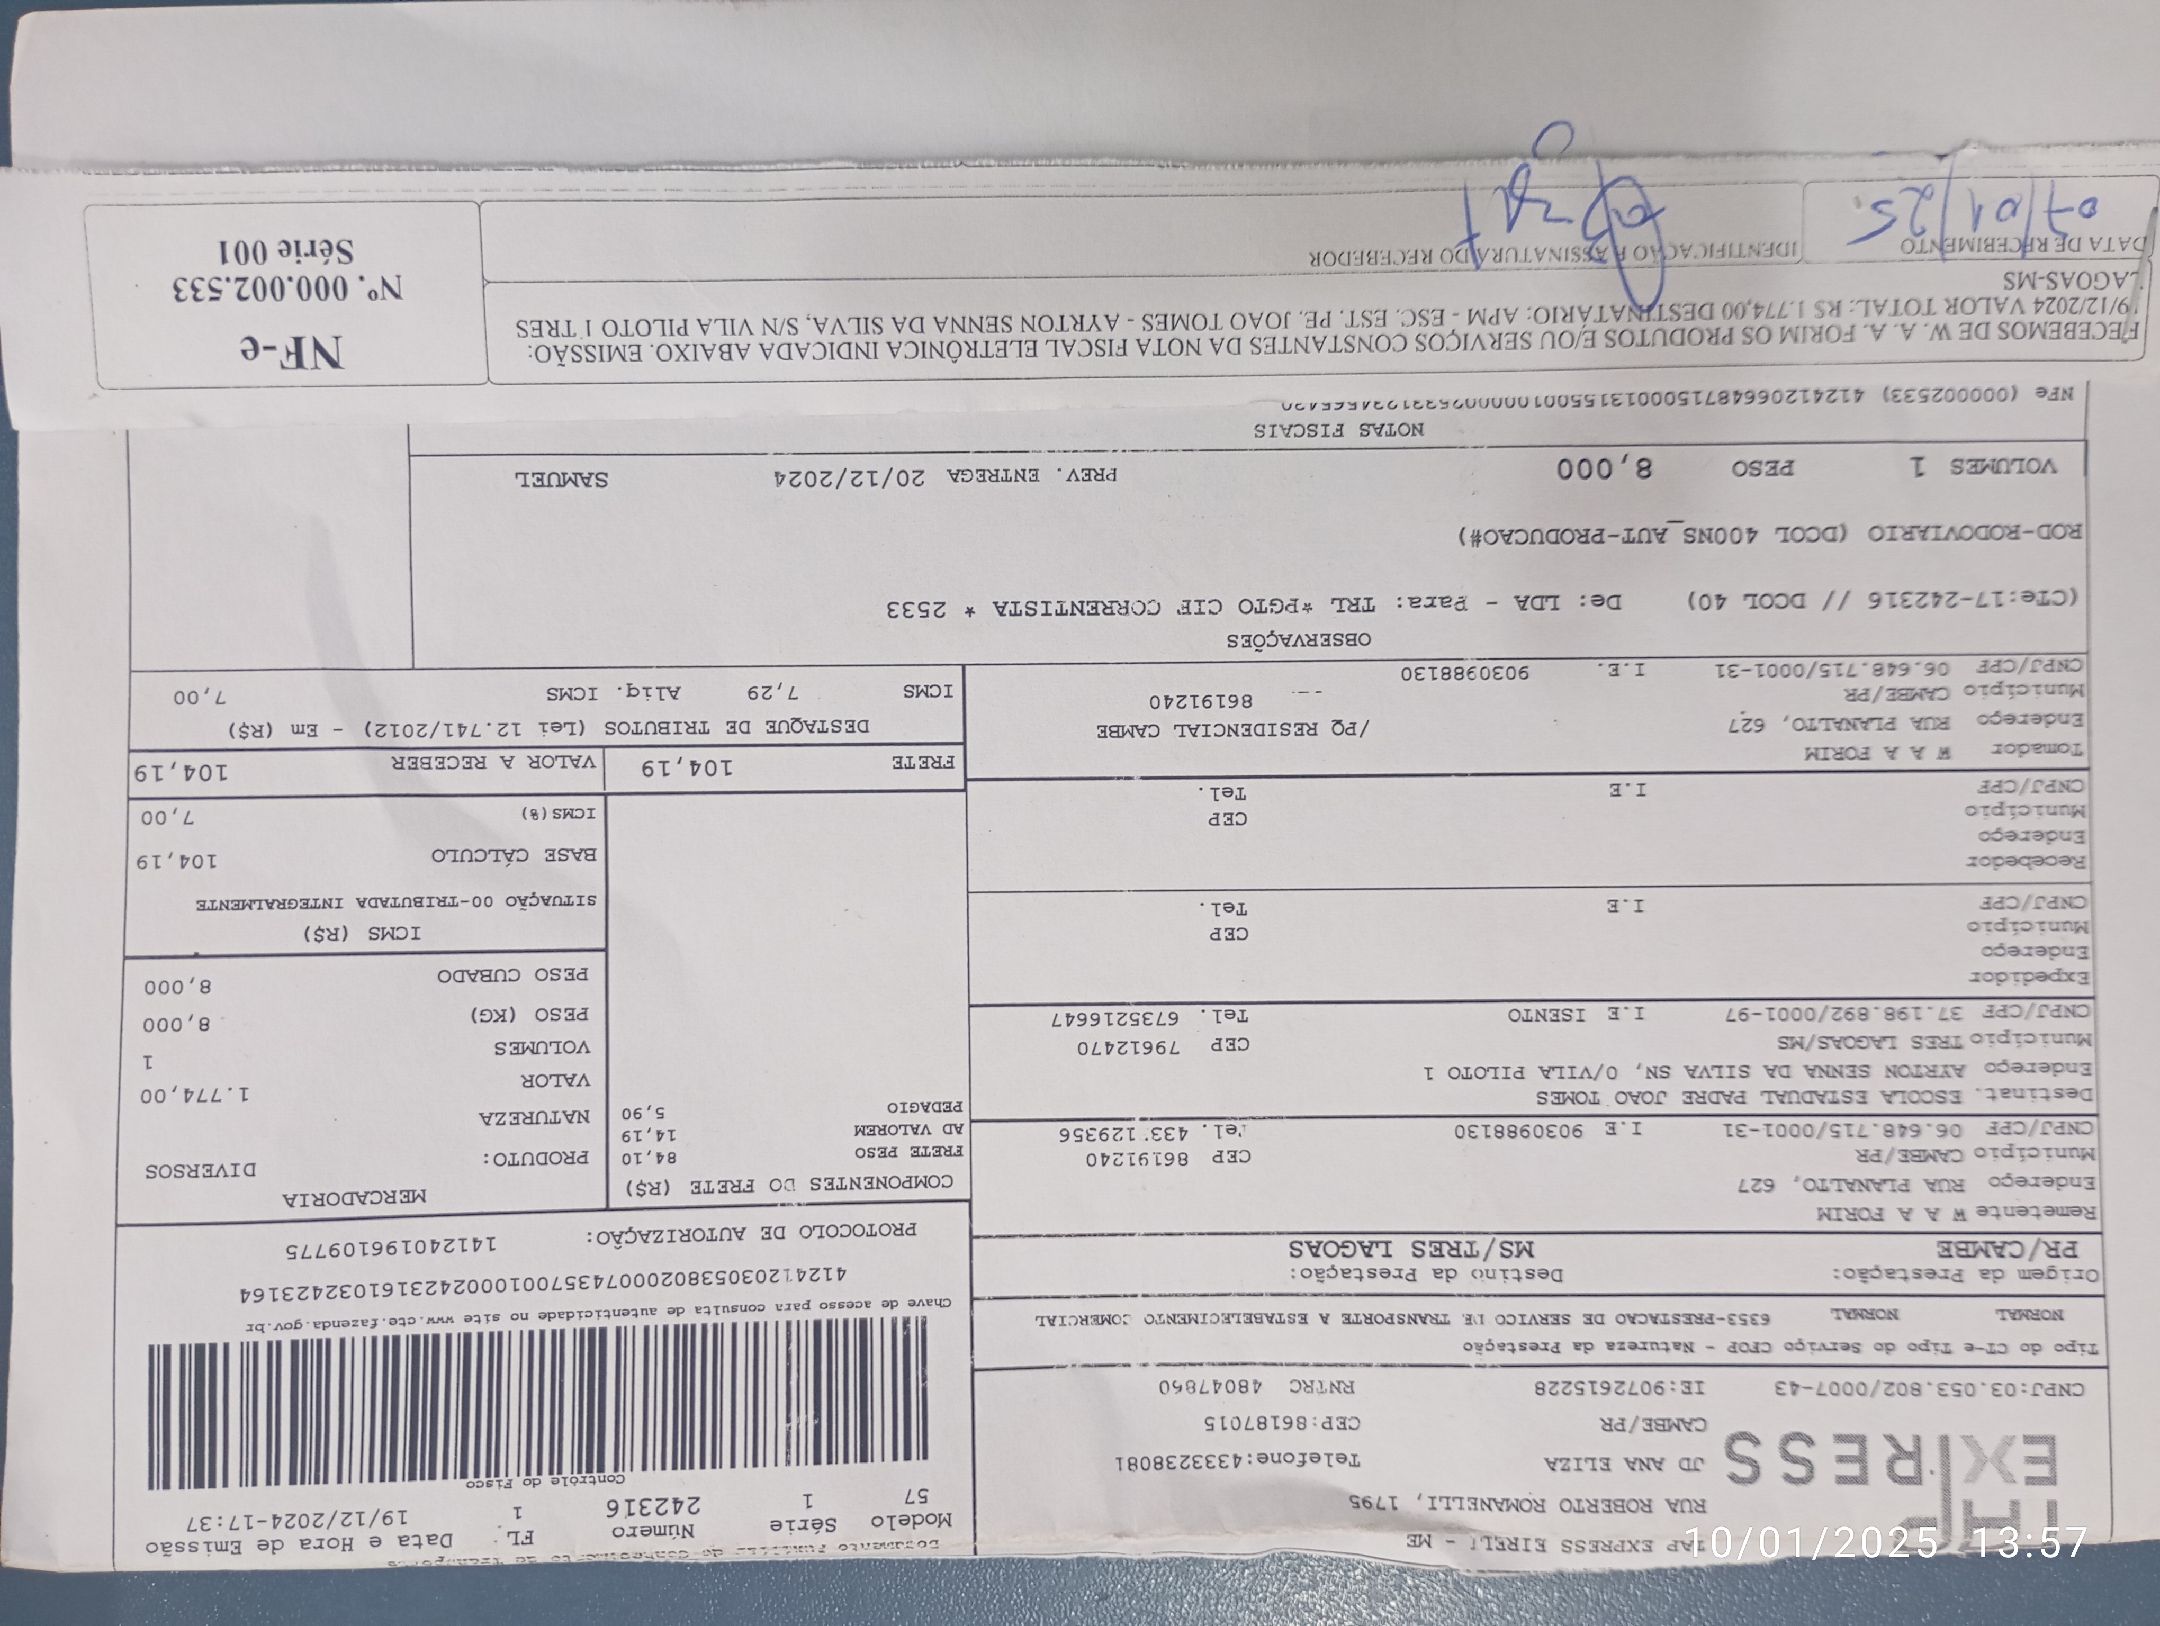 TAP EXPRESS EIRELI - ME
RUA ROBERTO ROMANELLI, 1795
JD ANA ELIZA Telefone:4333238081
CAMBE/PR CEP:86187015
CNPJ:03.053.802/0007-43 IE:9072615228 RNTRC 48047860
TAP
EXPRESS
Documento Auxiliar do Conhecimento de Transporte
Modelo Série Número FL. Data e Hora de Emissão
57 1 242316 1 19/12/2024-17:37
Controle do Fisco
Chave de acesso para consulta de autenticidade no site www.cte.fazenda.gov.br
41241203053802000743570010002423161032423164
PROTOCOLO DE AUTORIZAÇÃO: 141240196109775
Tipo do CT-e Tipo do Serviço CFOP - Natureza da Prestação
NORMAL NORMAL 6353-PRESTACAO DE SERVICO DE TRANSPORTE A ESTABELECIMENTO COMERCIAL
Origem da Prestação: Destino da Prestação:
PR/CAMBE MS/TRES LAGOAS
Remetente W A A FORIM
Endereço RUA PLANALTO, 627
Município CAMBE/PR CEP 86191240
CNPJ/CPF 06.648.715/0001-31 I.E 9030988130 Tel. 433'129356
Destinat. ESCOLA ESTADUAL PADRE JOAO TOMES
Endereço AYRTON SENNA DA SILVA SN, 0/VILA PILOTO 1
Município TRES LAGOAS/MS CEP 79612470
CNPJ/CPF 37.198.892/0001-97 I.E ISENTO Tel. 6735216647
Expedidor
Endereço
Município CEP
CNPJ/CPF I.E Tel.
Recebedor
Endereço
Município CEP
CNPJ/CPF I.E Tel.
Tomador W A A FORIM
Endereço RUA PLANALTO, 627 /PQ RESIDENCIAL CAMBE
Município CAMBE/PR 86191240
CNPJ/CPF 06.648.715/0001-31 I.E. 9030988130
COMPONENTES DO FRETE (R$)
FRETE PESO 84,10
AD VALOREM 14,19
PEDAGIO 5,90
MERCADORIA
PRODUTO: DIVERSOS
NATUREZA
VALOR 1.774,00
VOLUMES 1
PESO (KG) 8,000
PESO CUBADO 8,000
ICMS (R$)
SITUAÇÃO 00-TRIBUTADA INTEGRALMENTE
BASE CÁLCULO 104,19
ICMS(%) 7,00
FRETE 104,19 VALOR A RECEBER 104,19
DESTAQUE DE TRIBUTOS (Lei 12.741/2012) - Em (R$)
ICMS 7,29 Aliq. ICMS 7,00
OBSERVAÇÕES
(CTe:17-242316 // DCOL 40) De: LDA - Para: TRL *PGTO CIF CORRENTISTA * 2533
ROD-RODOVIARIO (DCOL 400NS_AUT-PRODUCAO#)
VOLUMES 1 PESO 8,000 PREV. ENTREGA 20/12/2024 SAMUEL
NOTAS FISCAIS
NFe (000002533)
RECEBEMOS DE W. A. A. FORIM OS PRODUTOS E/OU SERVIÇOS CONSTANTES DA NOTA FISCAL ELETRÔNICA INDICADA ABAIXO. EMISSÃO:
19/12/2024 VALOR TOTAL: R$ 1.774,00 DESTINATÁRIO: APM - ESC. EST. PE. JOAO TOMES - AYRTON SENNA DA SILVA, S/N VILA PILOTO 1 TRES
LAGOAS-MS
DATA DE RECEBIMENTO IDENTIFICAÇÃO E ASSINATURA DO RECEBEDOR
07/01/25
NF-e
Nº. 000.002.533
Série 001
10/01/2025 13:57